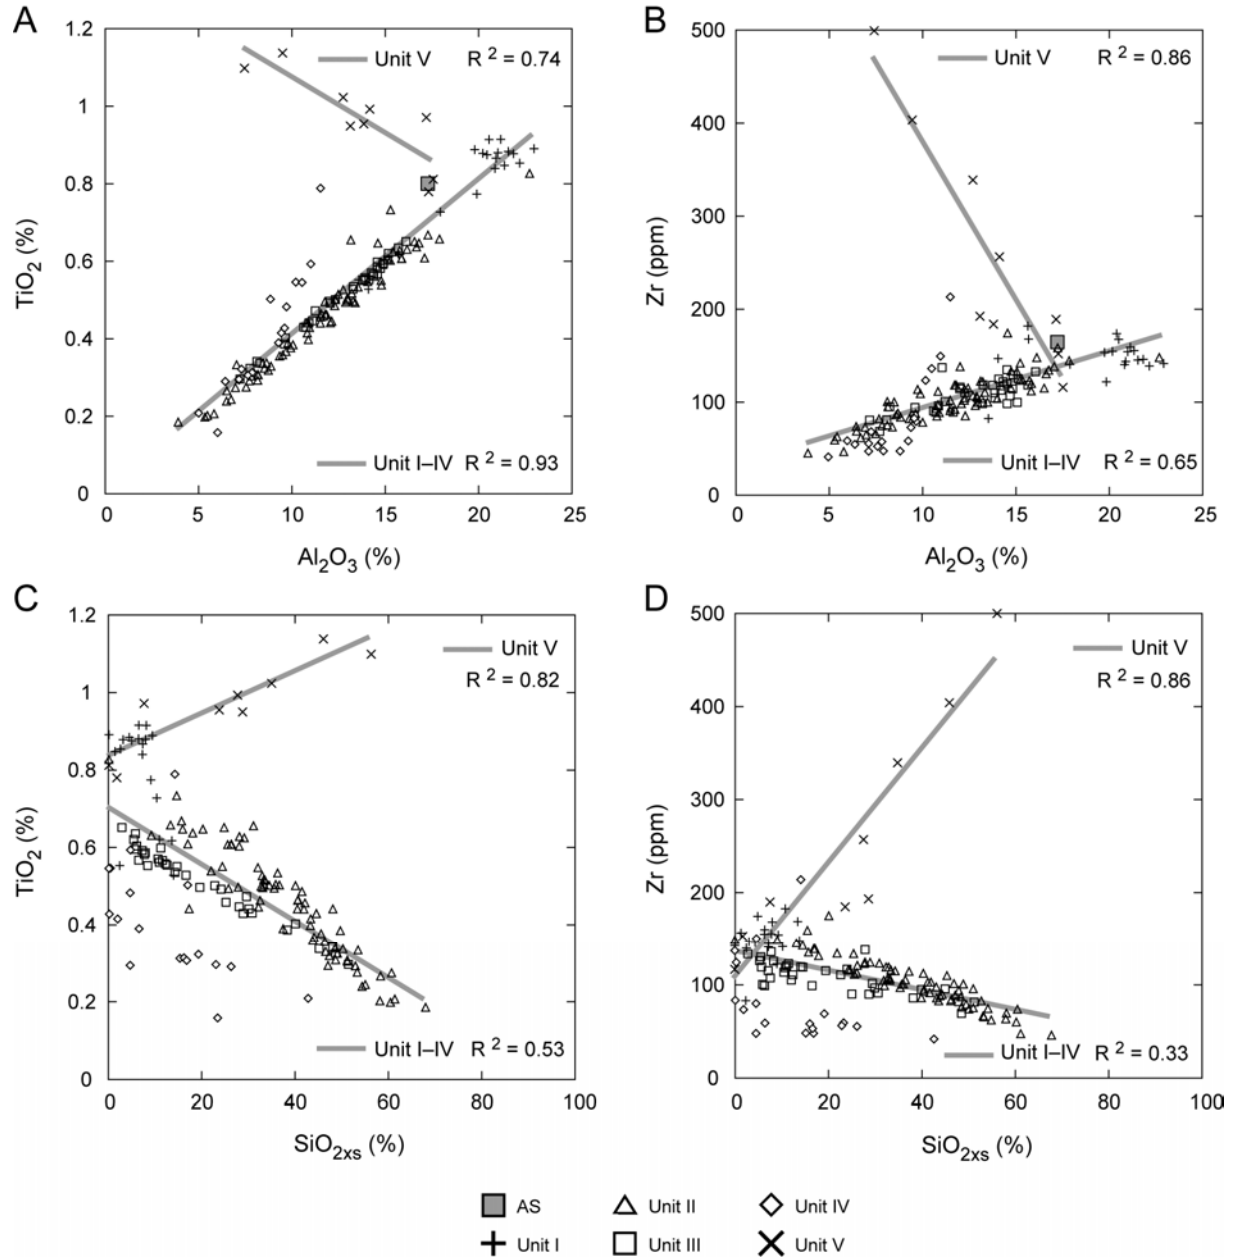 A
1.2
1
0.8
0.6
0.4
0.2
0
TiO2 (%)
Unit V R 2 = 0.74
Unit I–IV R 2 = 0.93
0 5 10 15 20 25
Al2O3 (%)
B
500
400
300
200
100
0
Zr (ppm)
Unit V R 2 = 0.86
Unit I–IV R 2 = 0.65
0 5 10 15 20 25
Al2O3 (%)
C
1.2
1
0.8
0.6
0.4
0.2
0
TiO2 (%)
Unit V
R 2 = 0.82
Unit I–IV R 2 = 0.53
0 20 40 60 80 100
SiO2xs (%)
D
500
400
300
200
100
0
Zr (ppm)
Unit V
R 2 = 0.86
Unit I–IV R 2 = 0.33
0 20 40 60 80 100
SiO2xs (%)
AS Unit II Unit IV
Unit I Unit III Unit V